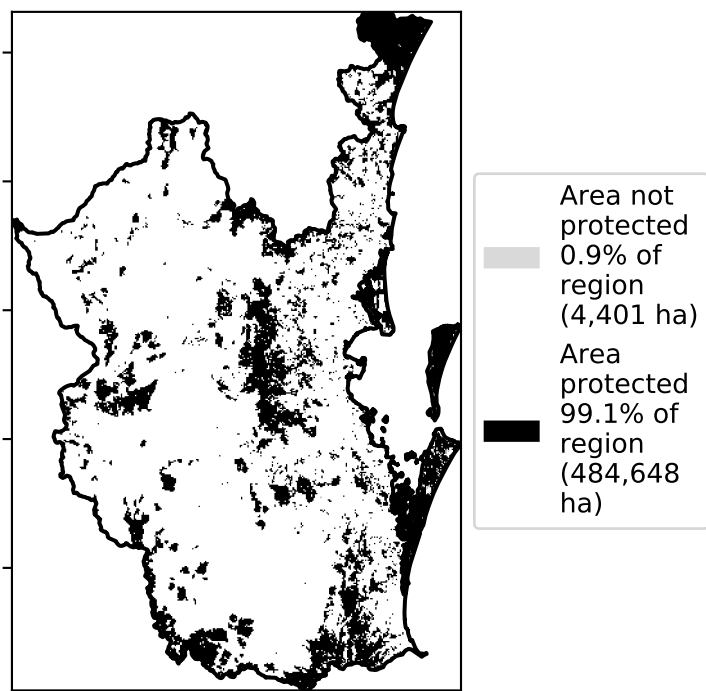 Area not
protected
0.9% of
region
(4,401 ha)
Area
protected
99.1% of
region
(484,648
ha)